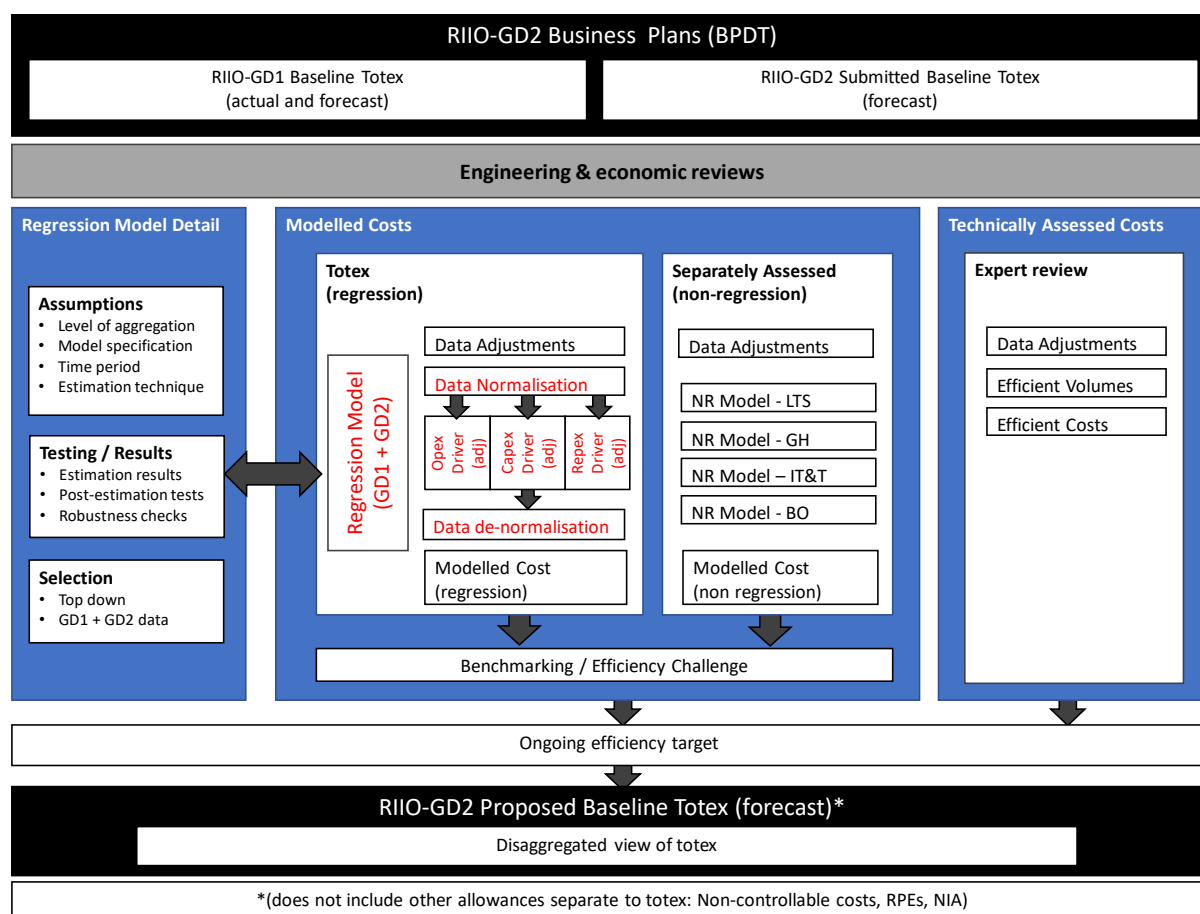 RIIO-GD2 Business Plans (BPDT)
RIIO-GD1 Baseline Totex
(actual and forecast)
RIIO-GD2 Submitted Baseline Totex
(forecast)
Engineering & economic reviews
Regression Model Detail
Assumptions
• Level of aggregation
• Model specification
• Time period
• Estimation technique
Testing / Results
• Estimation results
• Post-estimation tests
• Robustness checks
Selection
• Top down
• GD1 + GD2 data
Modelled Costs
Totex
(regression)
Regression Model
(GD1 + GD2)
Data Adjustments
Data Normalisation
Opex
Driver
(adj)
Capex
Driver
(adj)
Repex
Driver
(adj)
Data de-normalisation
Modelled Cost
(regression)
Separately Assessed
(non-regression)
Data Adjustments
NR Model - LTS
NR Model - GH
NR Model – IT&T
NR Model - BO
Modelled Cost
(non regression)
Benchmarking / Efficiency Challenge
Technically Assessed Costs
Expert review
Data Adjustments
Efficient Volumes
Efficient Costs
Ongoing efficiency target
RIIO-GD2 Proposed Baseline Totex (forecast)*
Disaggregated view of totex
*(does not include other allowances separate to totex: Non-controllable costs, RPEs, NIA)